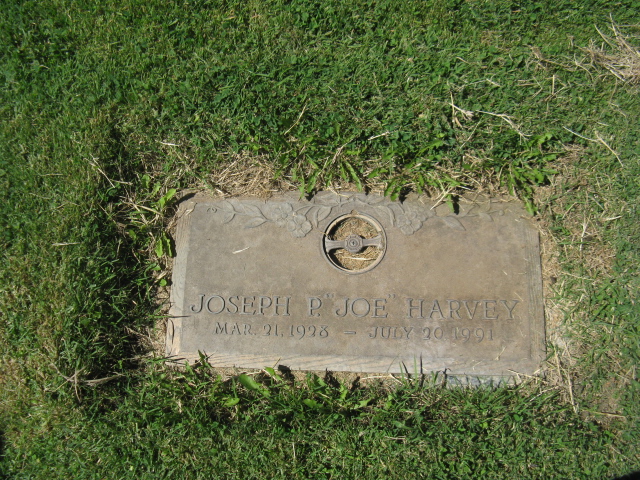 JOSEPH P. "JOE" HARVEY
MAR. 21, 1928 – JULY 20, 1991